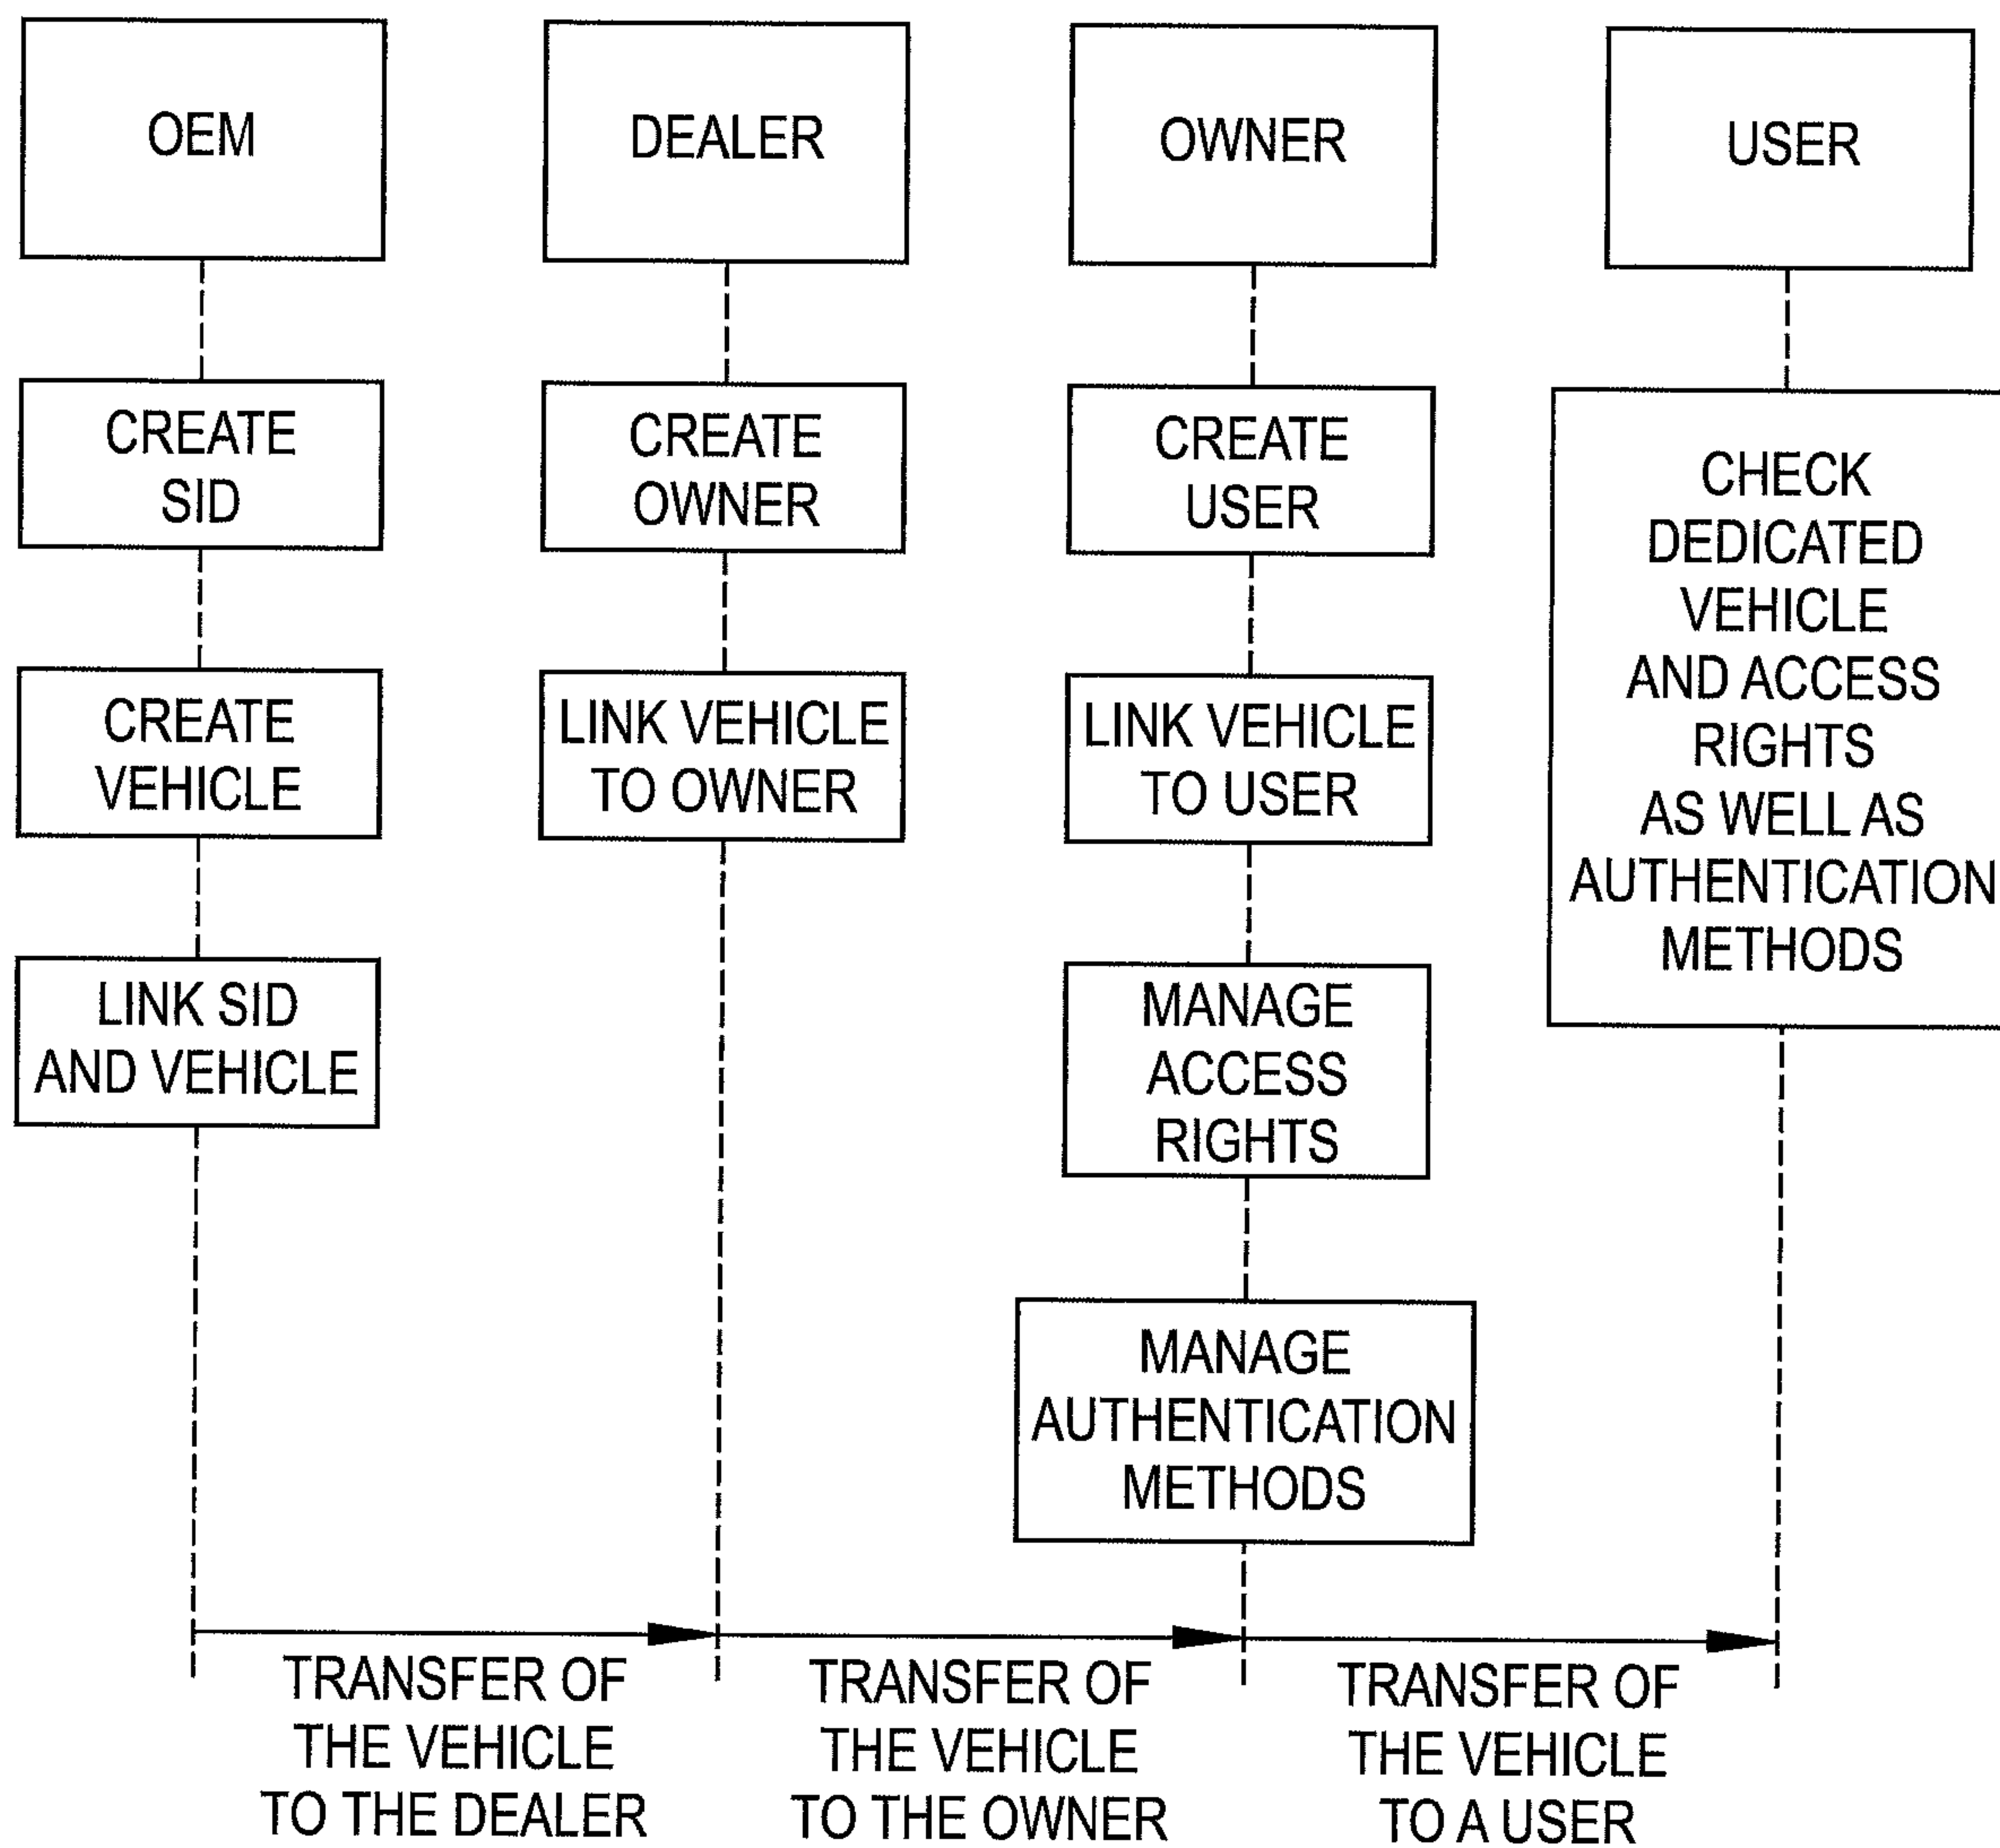 OEM
DEALER
OWNER
USER
CREATE
SID
CREATE
OWNER
CREATE
USER
CHECK
DEDICATED
VEHICLE
AND ACCESS
RIGHTS
AS WELL AS
AUTHENTICATION
METHODS
CREATE
VEHICLE
LINK VEHICLE
TO OWNER
LINK VEHICLE
TO USER
LINK SID
AND VEHICLE
MANAGE
ACCESS
RIGHTS
MANAGE
AUTHENTICATION
METHODS
TRANSFER OF
THE VEHICLE
TO THE DEALER
TRANSFER OF
THE VEHICLE
TO THE OWNER
TRANSFER OF
THE VEHICLE
TO A USER